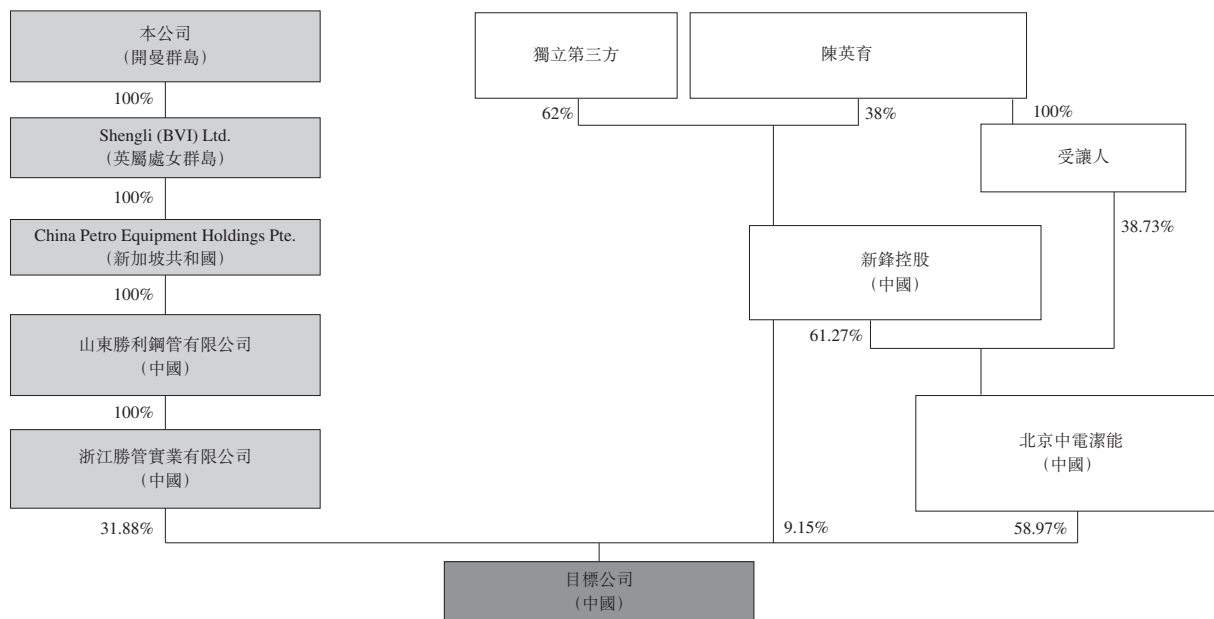 本公司
（開曼群島）
100%
Shengli (BVI) Ltd.
（英屬處女群島）
100%
China Petro Equipment Holdings Pte.
（新加坡共和國）
100%
山東勝利鋼管有限公司
（中國）
100%
浙江勝管實業有限公司
（中國）
31.88%
獨立第三方
62%
陳英育
38%
100%
受讓人
38.73%
新鋒控股
（中國）
61.27%
北京中電潔能
（中國）
9.15%
58.97%
目標公司
（中國）